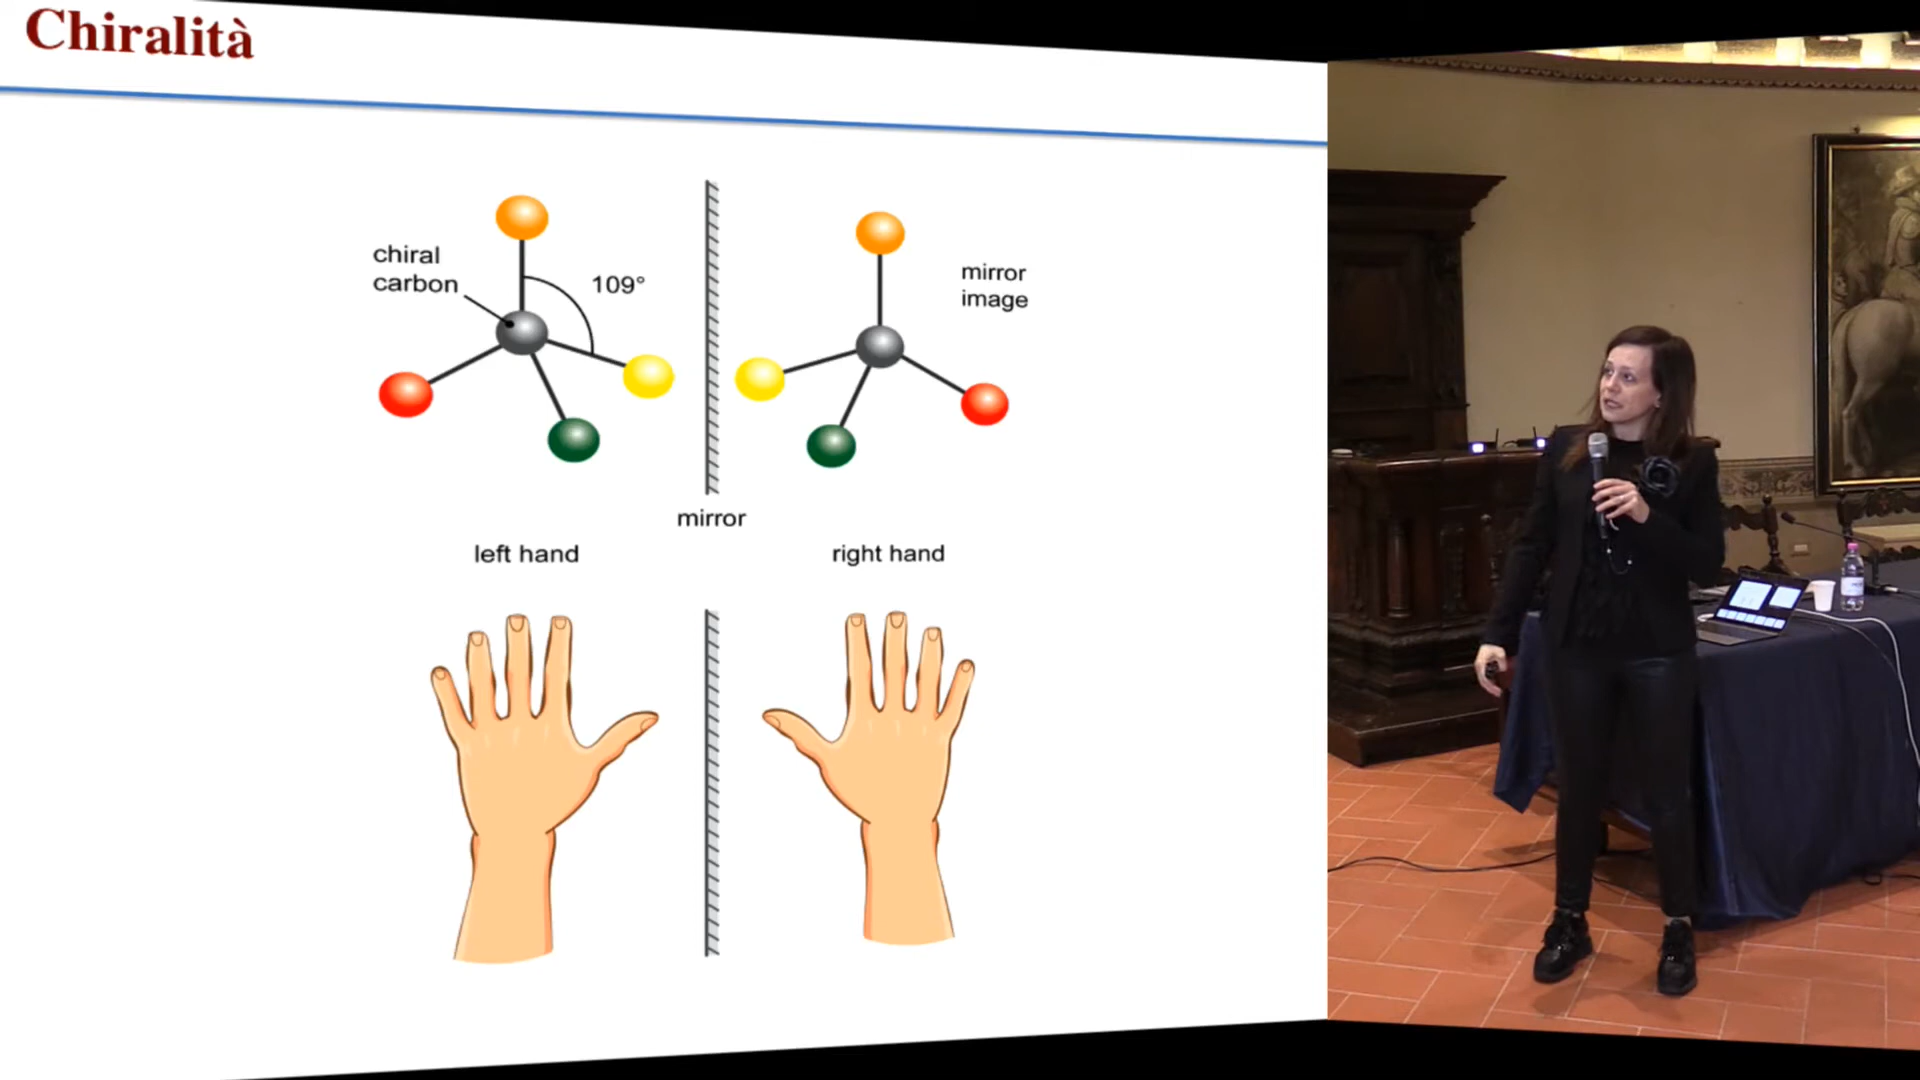 Chiralità
chiral
carbon
109°
mirror
image
mirror
left hand
right hand